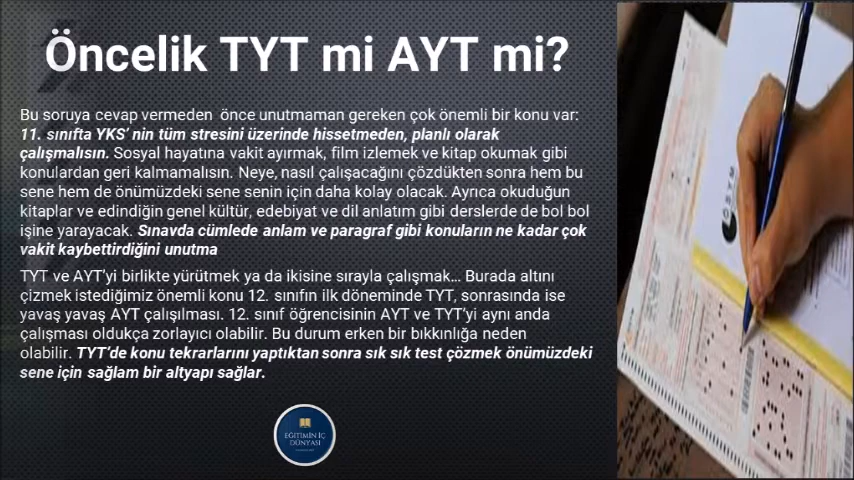 Öncelik TYT mi AYT mi?
Bu soruya cevap vermeden önce unutmaman gereken çok önemli bir konu var:
11. sınıfta YKS’ nin tüm stresini üzerinde hissetmeden, planlı olarak
çalışmalısın. Sosyal hayatına vakit ayırmak, film izlemek ve kitap okumak gibi
konulardan geri kalmamalısın. Neye, nasıl çalışacağını çözdükten sonra hem bu
sene hem de önümüzdeki sene senin için daha kolay olacak. Ayrıca okuduğun
kitaplar ve edindiğin genel kültür, edebiyat ve dil anlatım gibi derslerde de bol bol
işine yarayacak. Sınavda cümlede anlam ve paragraf gibi konuların ne kadar çok
vakit kaybettirdiğini unutma
TYT ve AYT’yi birlikte yürütmek ya da ikisine sırayla çalışmak… Burada altını
çizmek istediğimiz önemli konu 12. sınıfın ilk döneminde TYT, sonrasında ise
yavaş yavaş AYT çalışılması. 12. sınıf öğrencisinin AYT ve TYT’yi aynı anda
çalışması oldukça zorlayıcı olabilir. Bu durum erken bir bıkkınlığa neden
olabilir. TYT’de konu tekrarlarını yaptıktan sonra sık sık test çözmek önümüzdeki
sene için sağlam bir altyapı sağlar.
EĞİTİMİN İÇ
DÜNYASI
ÖSYM